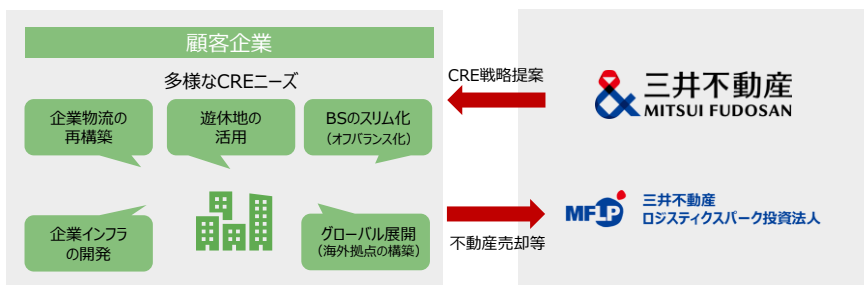 顧客企業
多様なCREニーズ
企業物流の
再構築
遊休地の
活用
BSのスリム化
(オフバランス化)
企業インフラ
の開発
グローバル展開
(海外拠点の構築)
CRE戦略提案
不動産売却等
三井不動産
MITSUI FUDOSAN
MFLP
三井不動産
ロジスティクスパーク投資法人